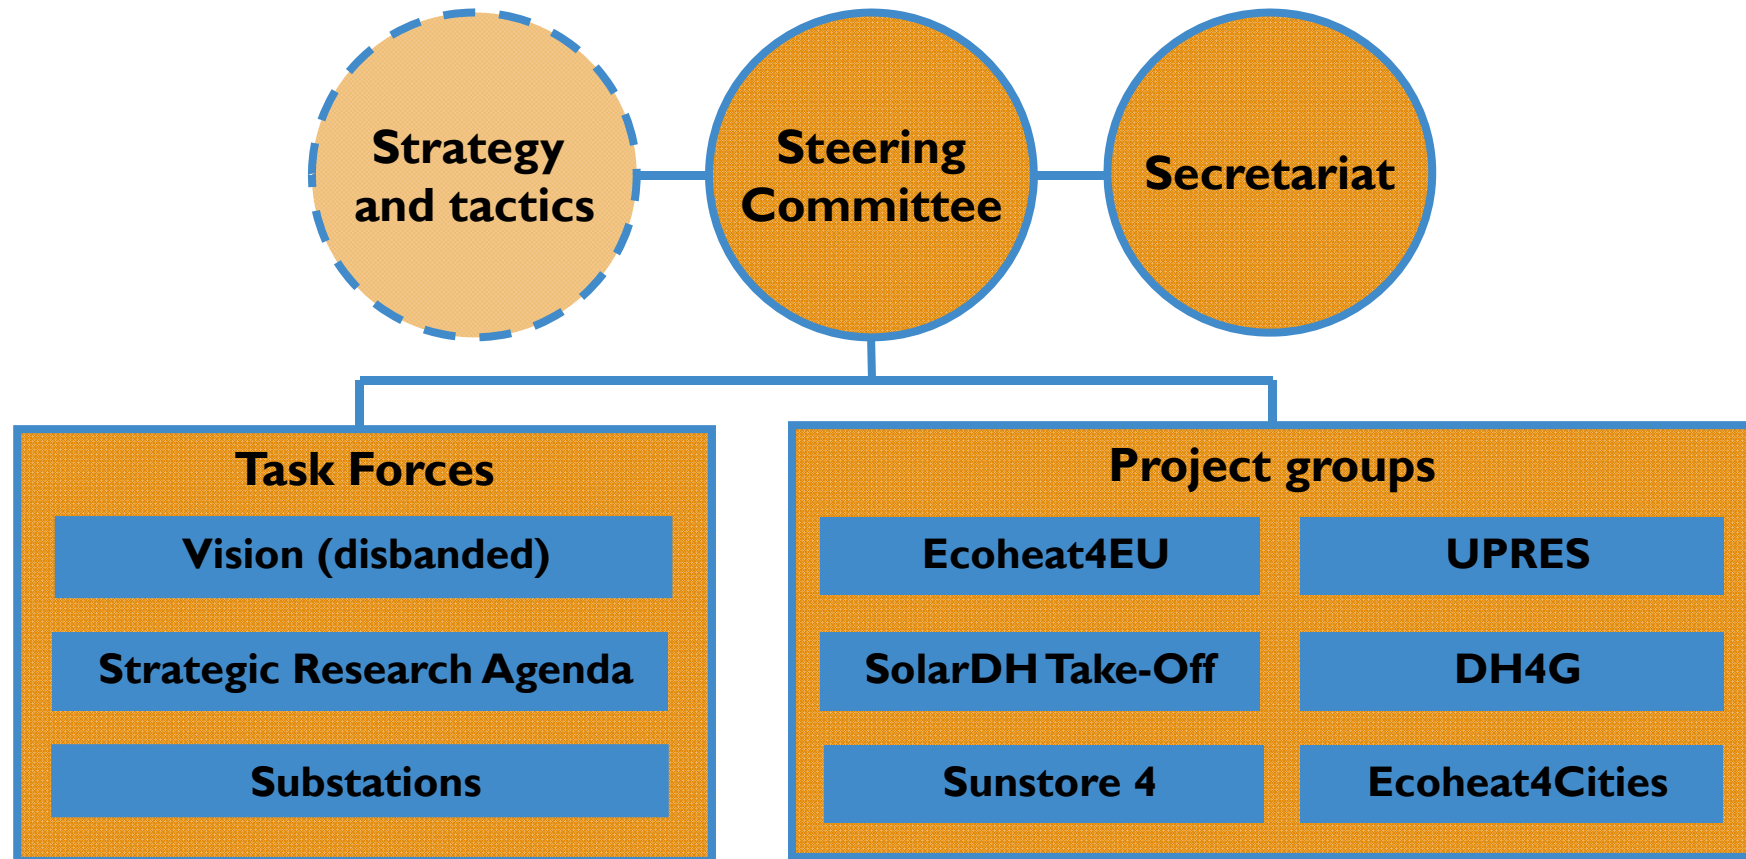 Strategy
and tactics
Steering
Committee
Secretariat
Task Forces
Vision (disbanded)
Strategic Research Agenda
Substations
Project groups
Ecoheat4EU
UPRES
SolarDH Take-Off
DH4G
Sunstore 4
Ecoheat4Cities